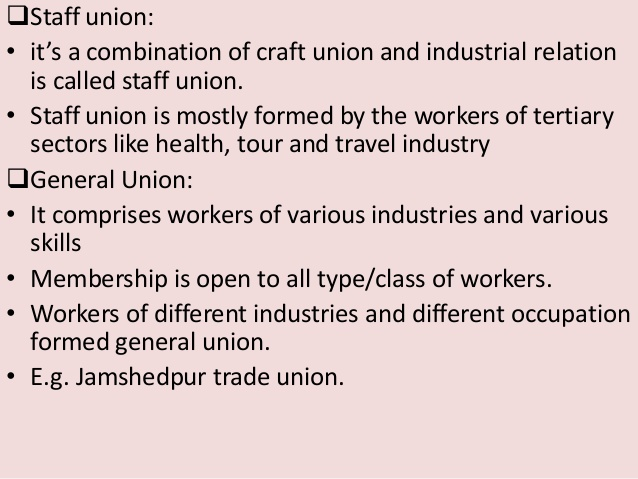 ❑Staff union:
• it’s a combination of craft union and industrial relation
is called staff union.
• Staff union is mostly formed by the workers of tertiary
sectors like health, tour and travel industry
❑General Union:
• It comprises workers of various industries and various
skills
• Membership is open to all type/class of workers.
• Workers of different industries and different occupation
formed general union.
• E.g. Jamshedpur trade union.